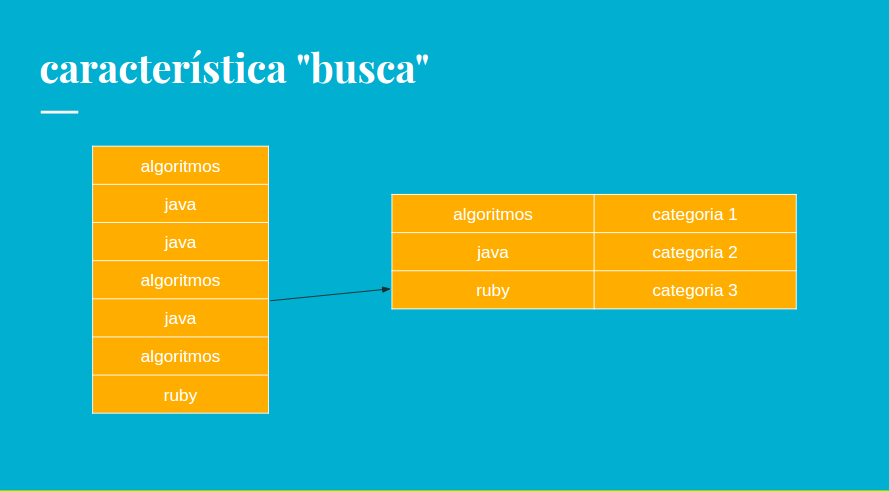 característica "busca"
algoritmos
java
java
algoritmos
java
algoritmos
ruby
algoritmos categoria 1
java categoria 2
ruby categoria 3